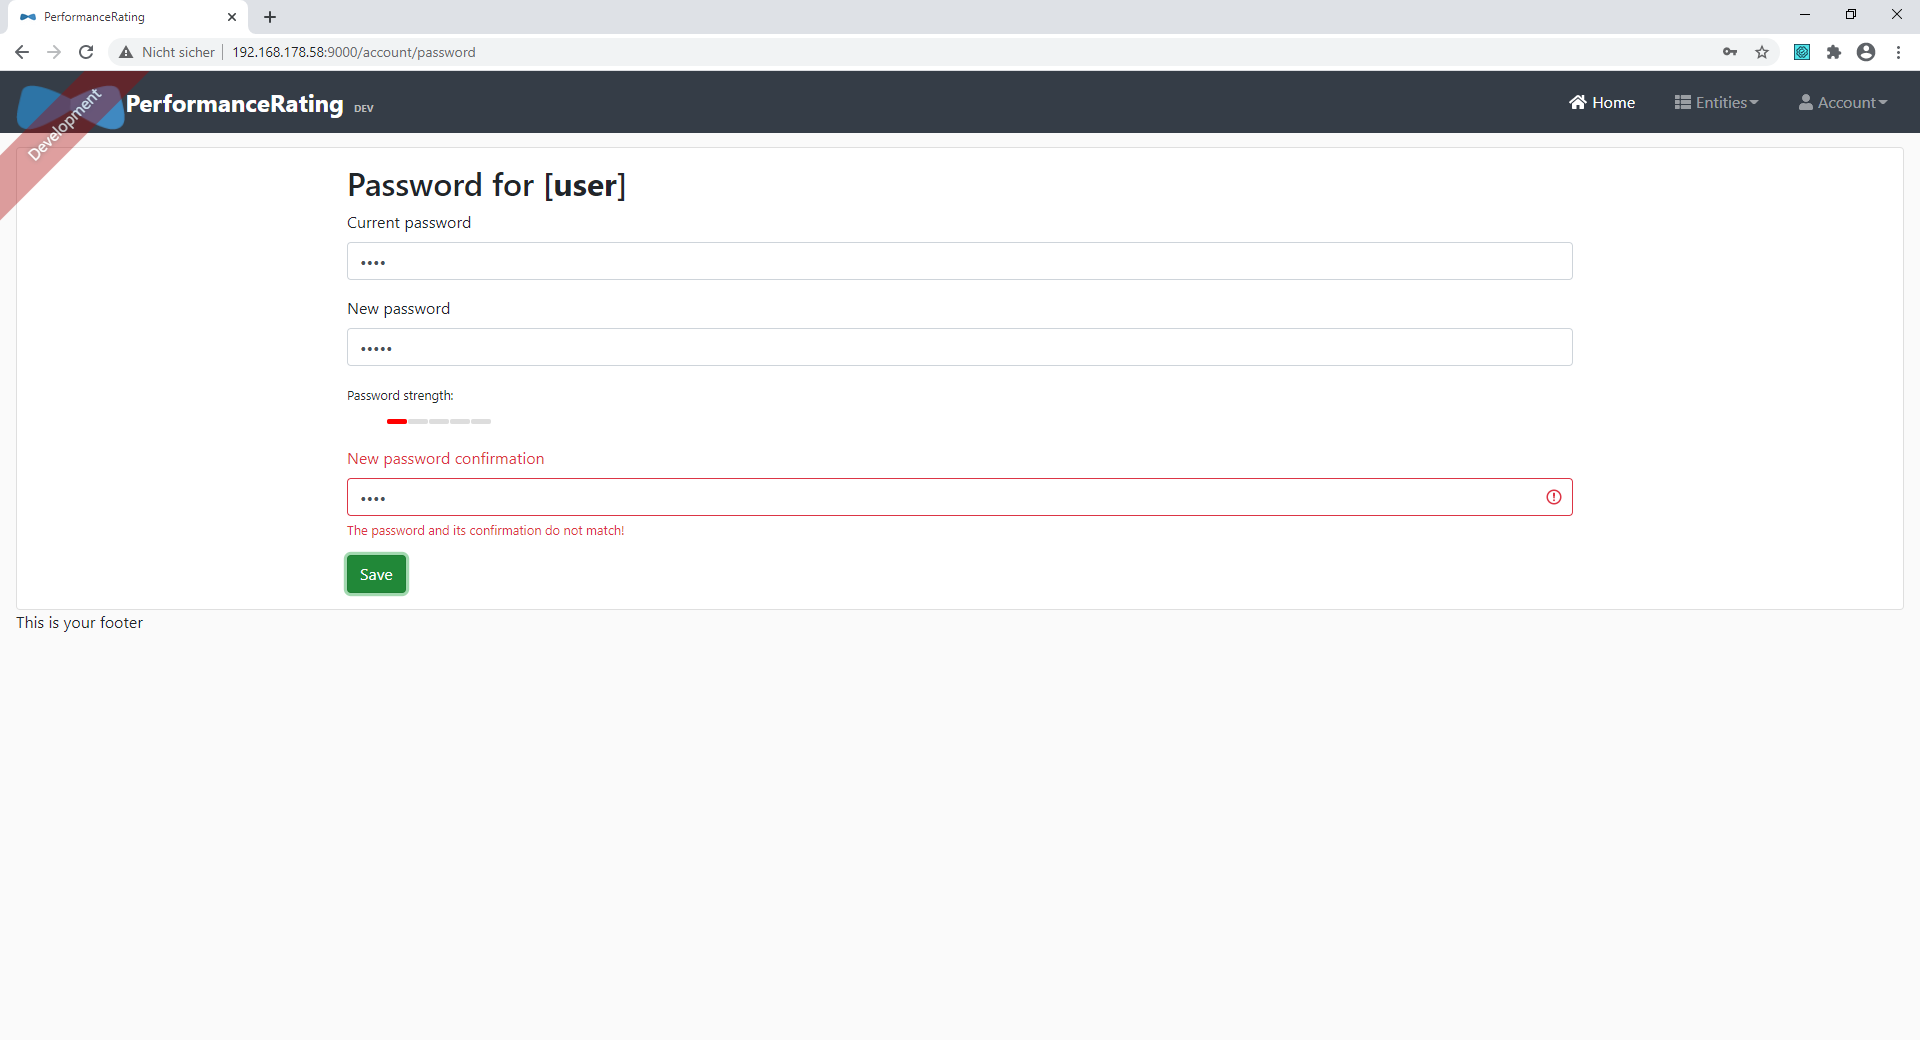 PerformanceRating
Nicht sicher 192.168.178.58:9000/account/password
Development
PerformanceRating DEV
Home Entities Account
Password for [user]
Current password
••••
New password
•••••
Password strength:
New password confirmation
••••
The password and its confirmation do not match!
Save
This is your footer